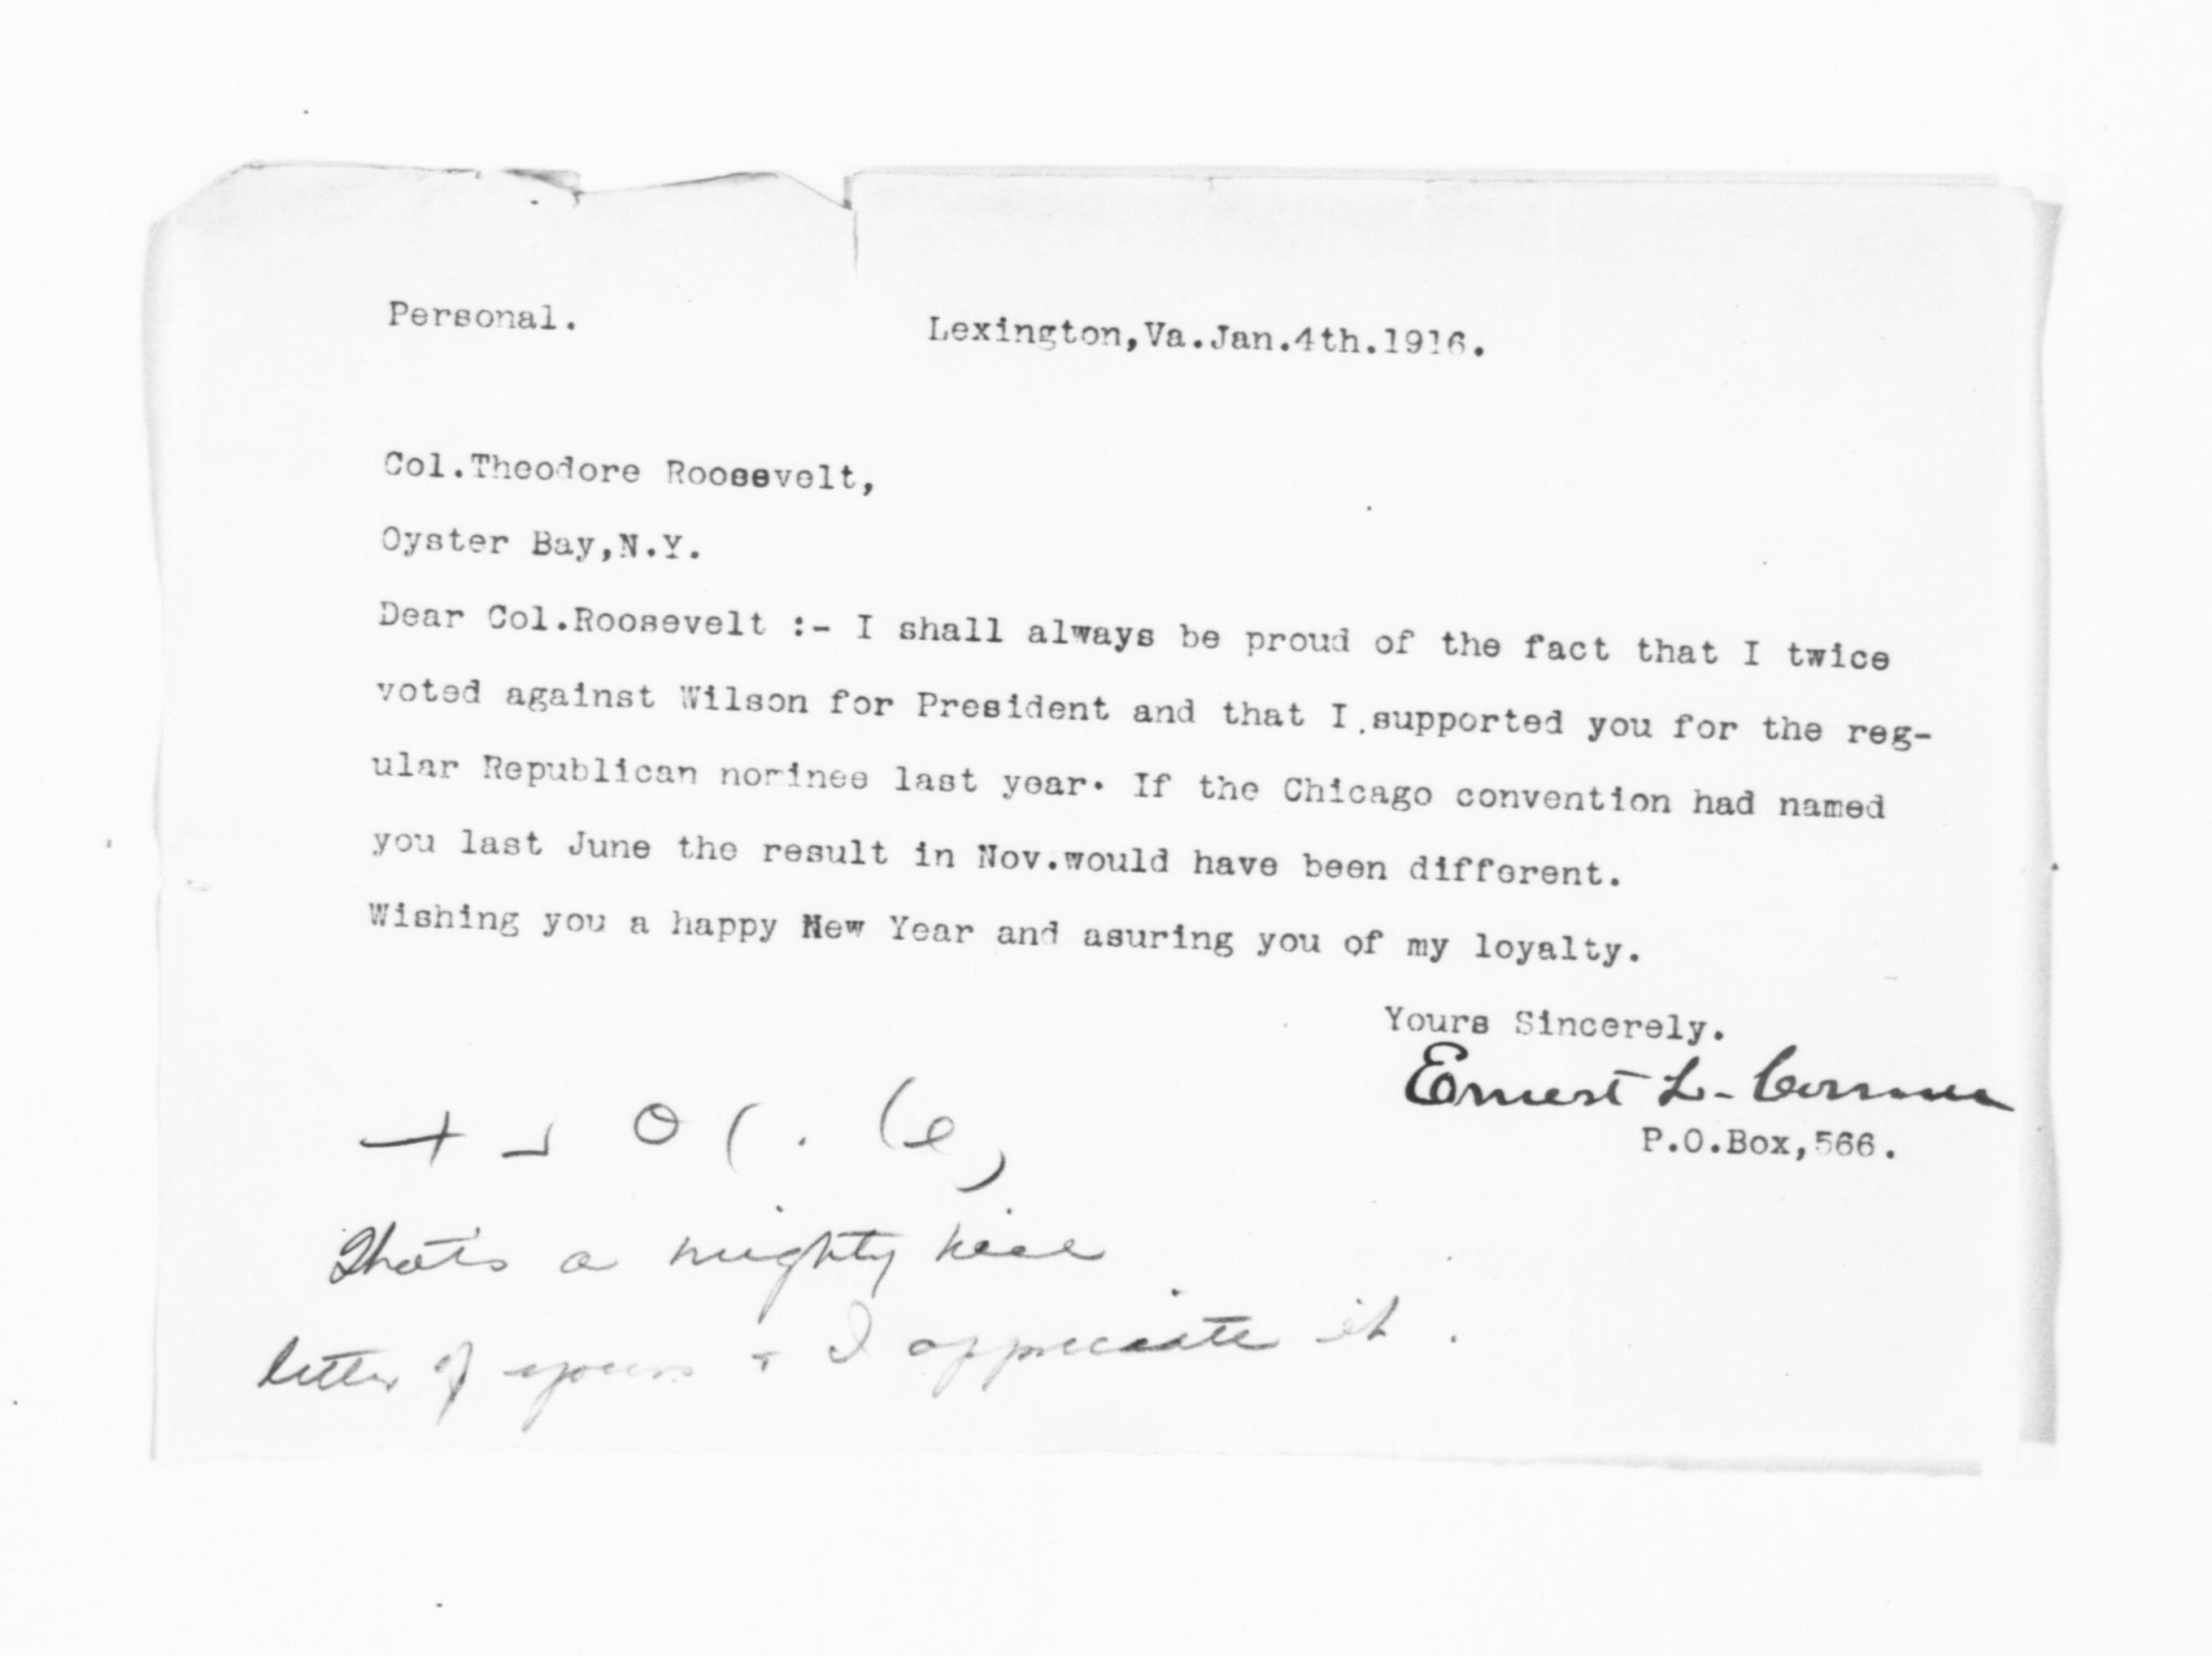 Personal.
Lexington,Va.Jan.4th.1916.
Col.Theodore Roosevelt,
Oyster Bay,N.Y.
Dear Col.Roosevelt :- I shall always be proud of the fact that I twice
voted against Wilson for President and that I supported you for the reg-
ular Republican nominee last year. If the Chicago convention had named
you last June the result in Nov.would have been different.
Wishing you a happy New Year and asuring you of my loyalty.
Yours Sincerely.
Ernest L.
P.O.Box,566.
That's a mighty nice
letter of yours + I appreciate it.